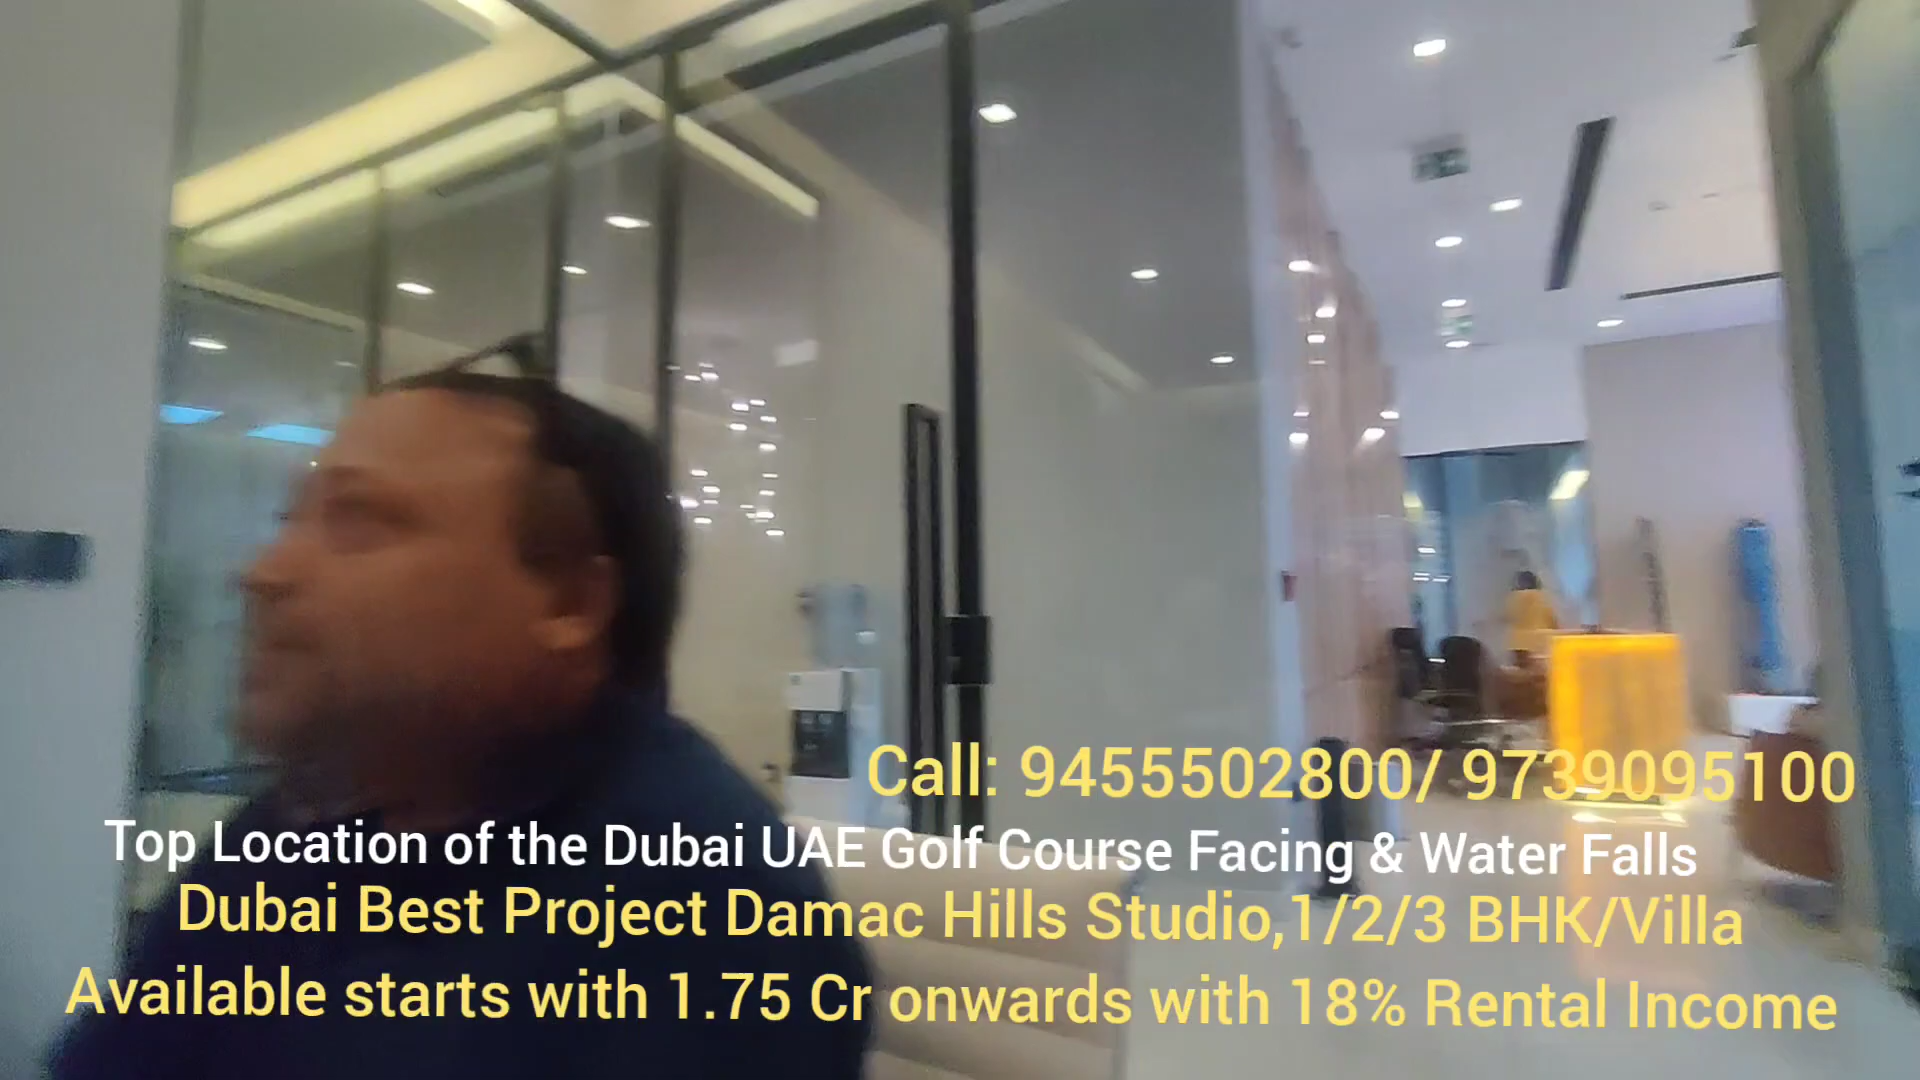 Call: 9455502800/ 9739095100
Top Location of the Dubai UAE Golf Course Facing & Water Falls
Dubai Best Project Damac Hills Studio,1/2/3 BHK/Villa
Available starts with 1.75 Cr onwards with 18% Rental Income